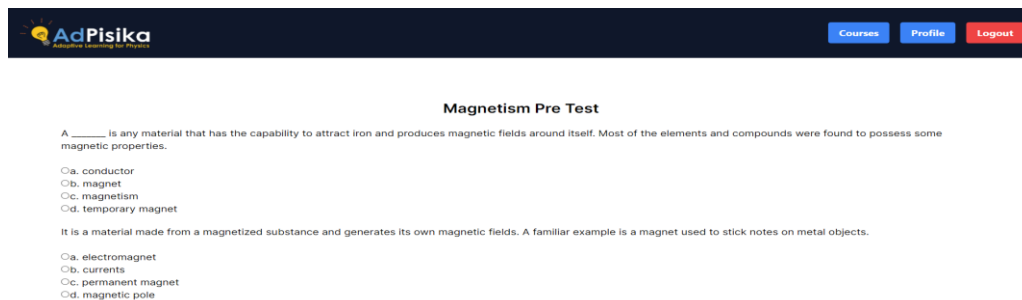 AdPisika
Adaptive Learning for Physics
Courses
Profile
Logout
Magnetism Pre Test
A ______ is any material that has the capability to attract iron and produces magnetic fields around itself. Most of the elements and compounds were found to possess some
magnetic properties.
a. conductor
b. magnet
c. magnetism
d. temporary magnet
It is a material made from a magnetized substance and generates its own magnetic fields. A familiar example is a magnet used to stick notes on metal objects.
a. electromagnet
b. currents
c. permanent magnet
d. magnetic pole